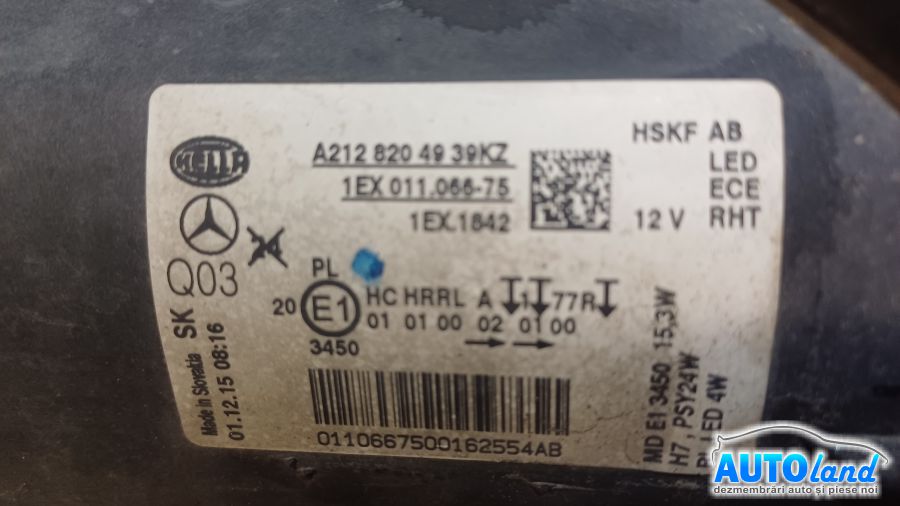 HELLA
A212 820 49 39KZ
1EX 011.066-75
1EX.1842
HSKF AB
LED
ECE
12 V RHT
Q03
SK
Made in Slovakia
01.12.15 08:16
PL
20 E1
HC HRRL A 1 77R
01 01 00 02 01 00
3450
0110667500162554AB
MD E1 3450 15,3W
H7, PSY24W
LED 4W
AUTOland
dezmembrări auto și piese noi